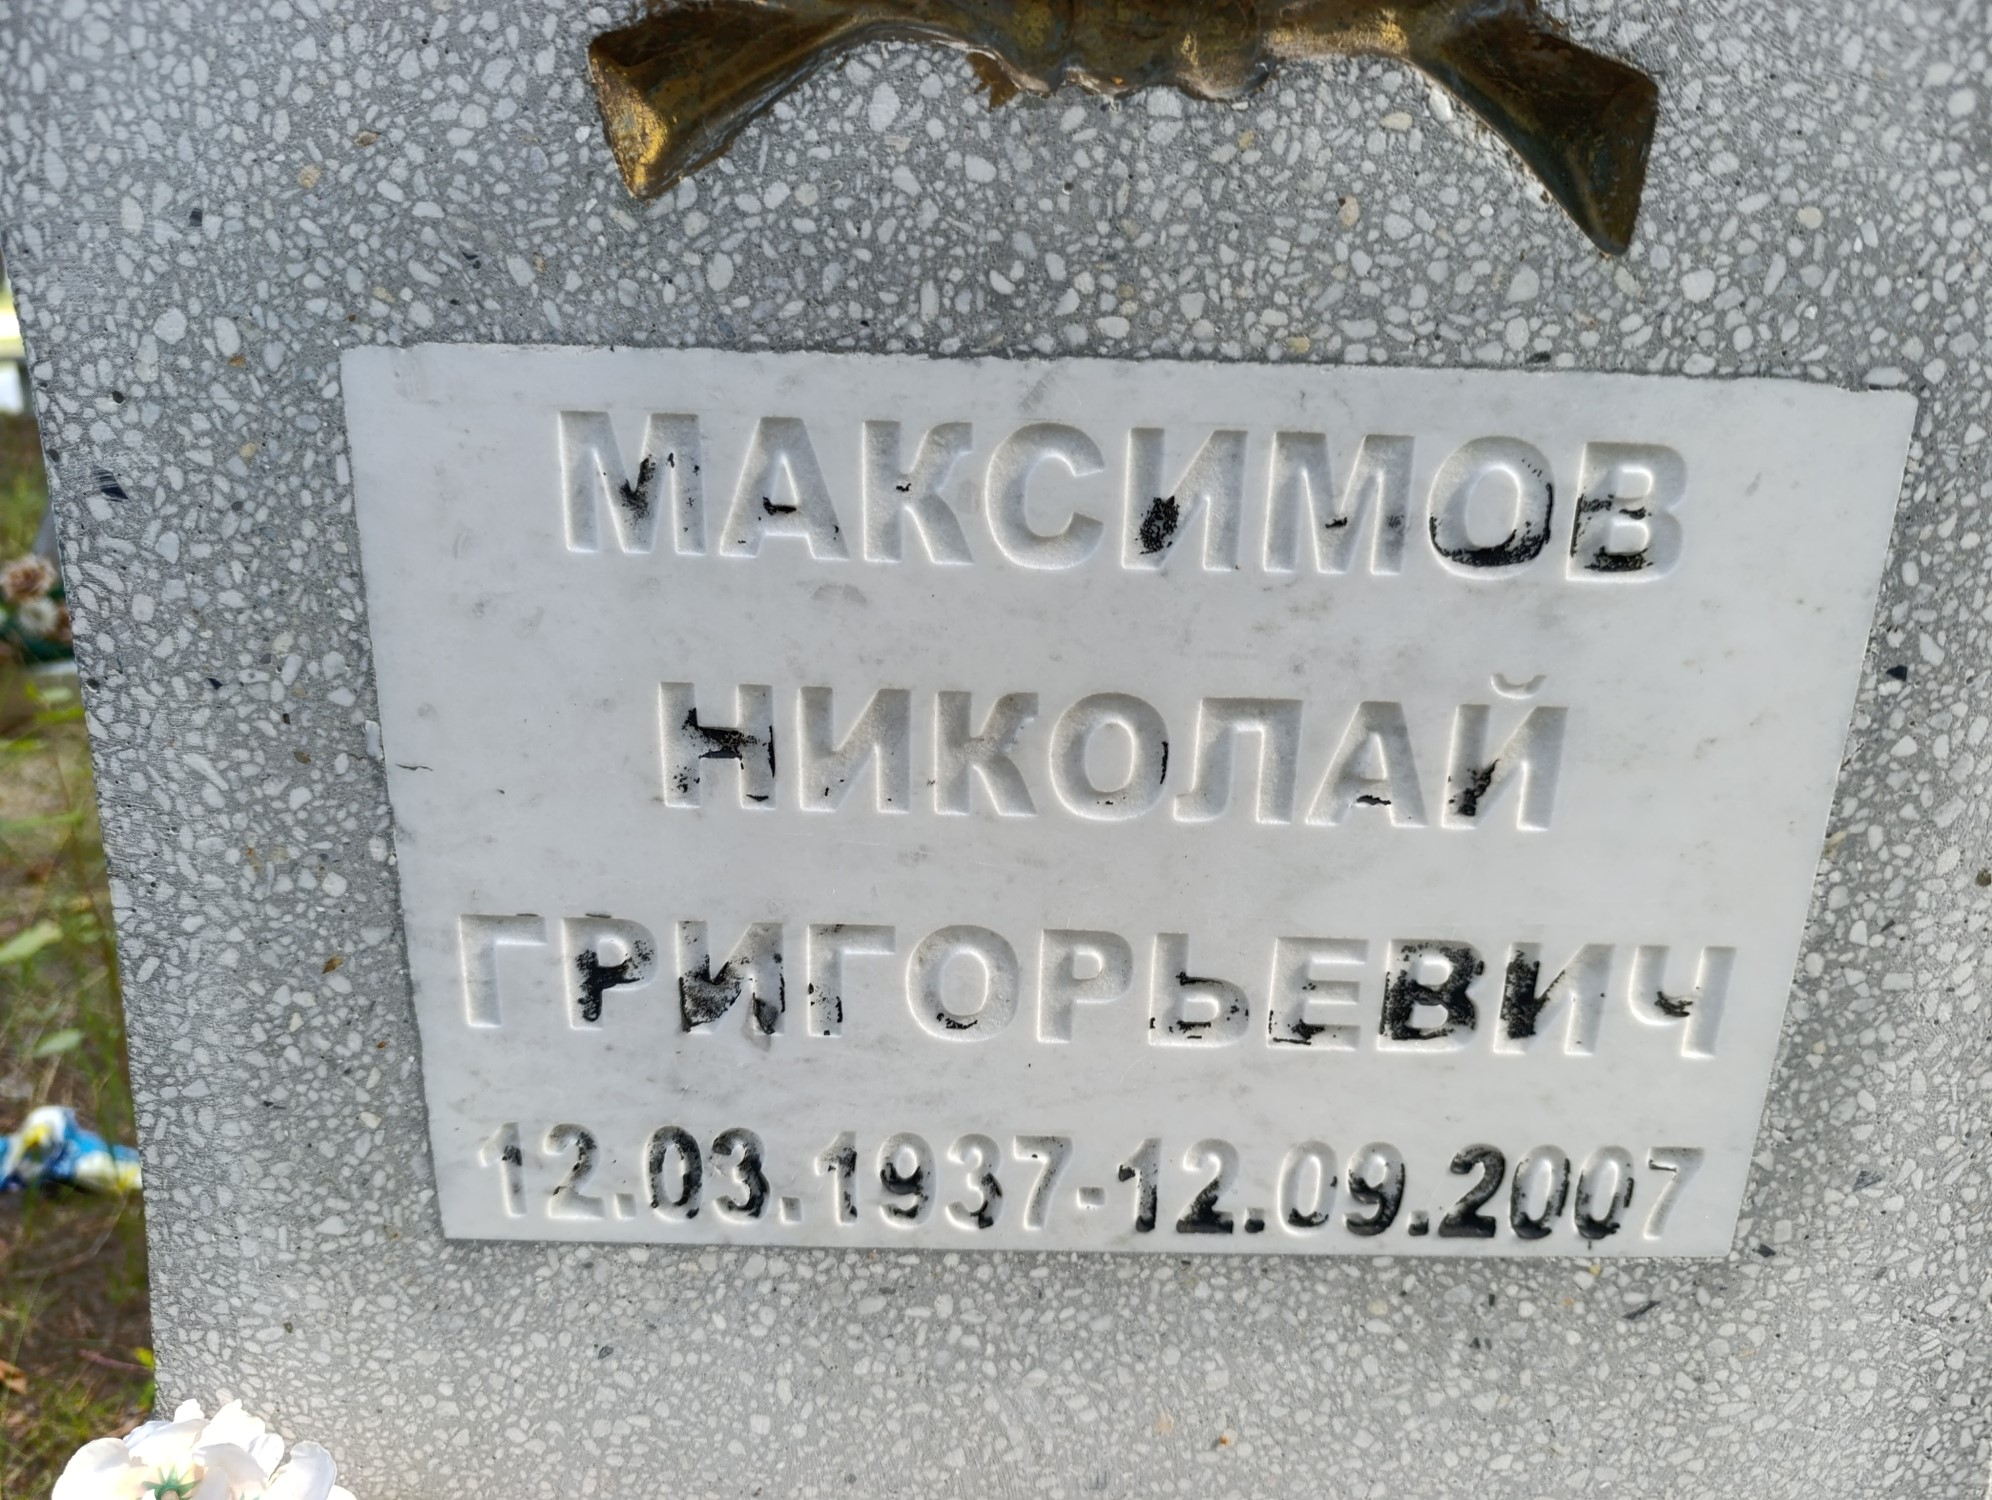 МАКСИМОВ
НИКОЛАЙ
ГРИГОРЬЕВИЧ
12.03.1937-12.09.2007